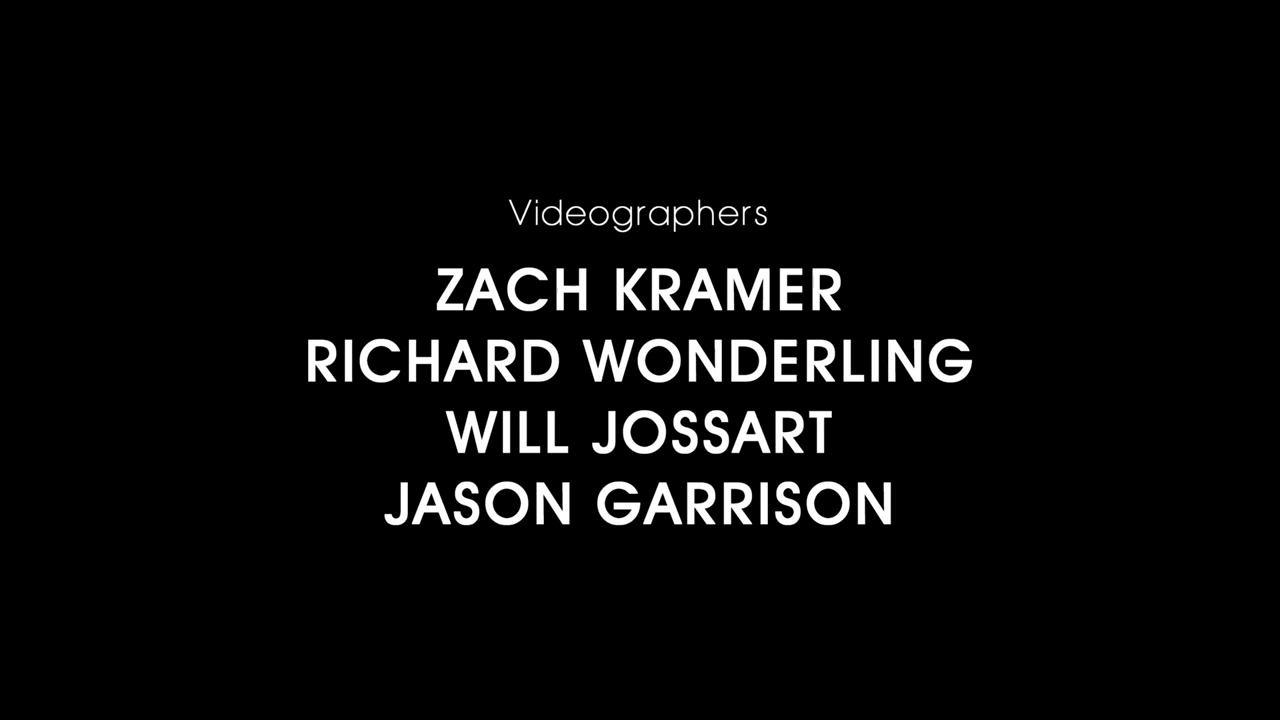 Videographers
ZACH KRAMER
RICHARD WONDERLING
WILL JOSSART
JASON GARRISON